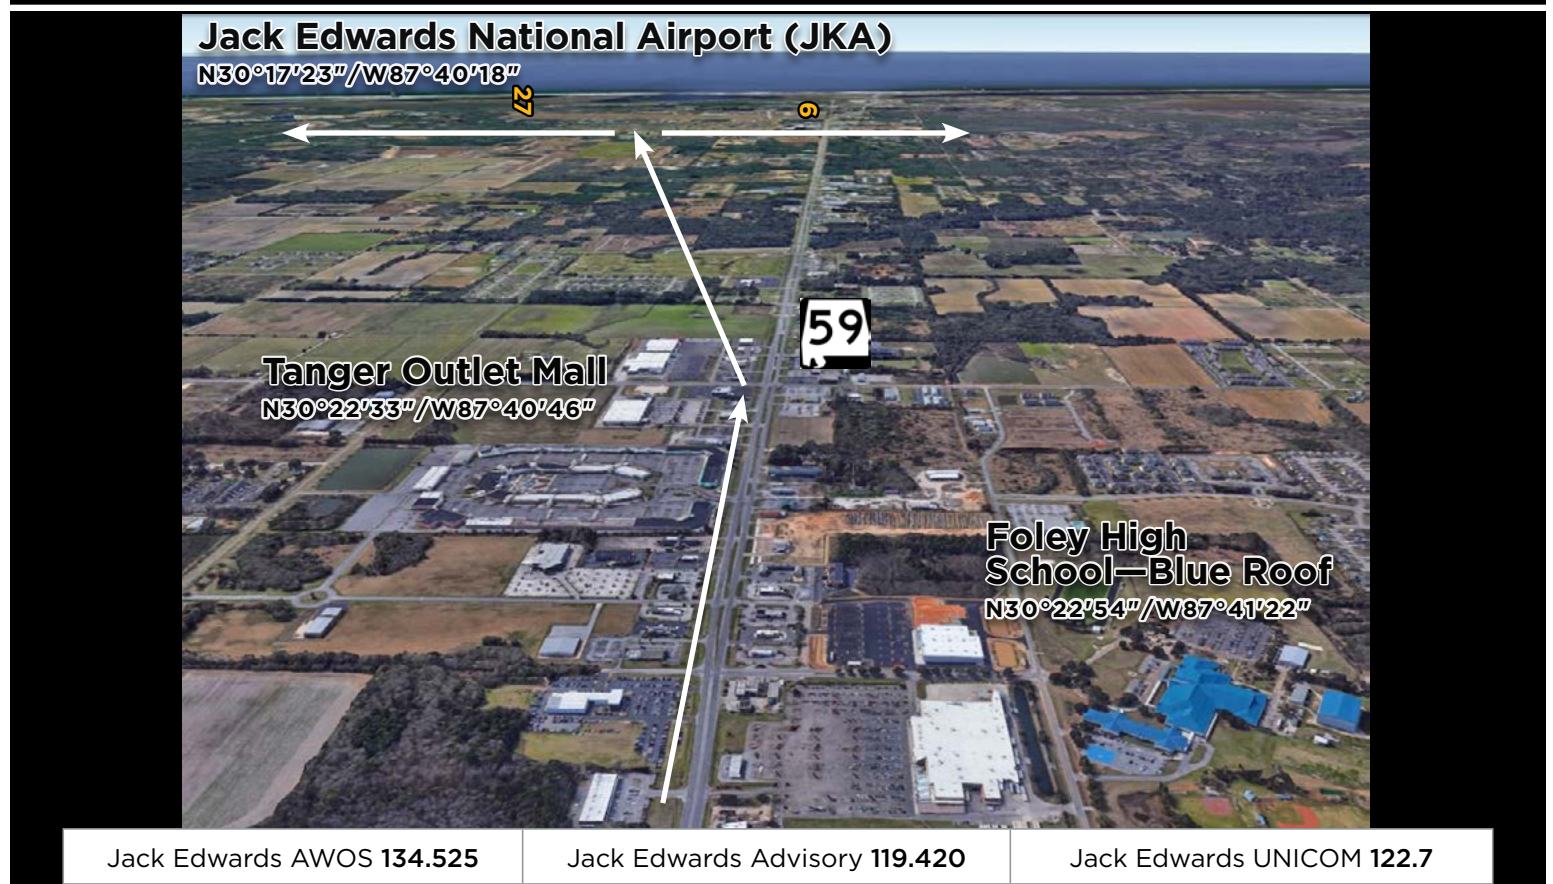 Jack Edwards National Airport (JKA)
N30°17'23"/W87°40'18"
27
9
59
Tanger Outlet Mall
N30°22'33"/W87°40'46"
Foley High
School—Blue Roof
N30°22'54"/W87°41'22"
Jack Edwards AWOS 134.525
Jack Edwards Advisory 119.420
Jack Edwards UNICOM 122.7